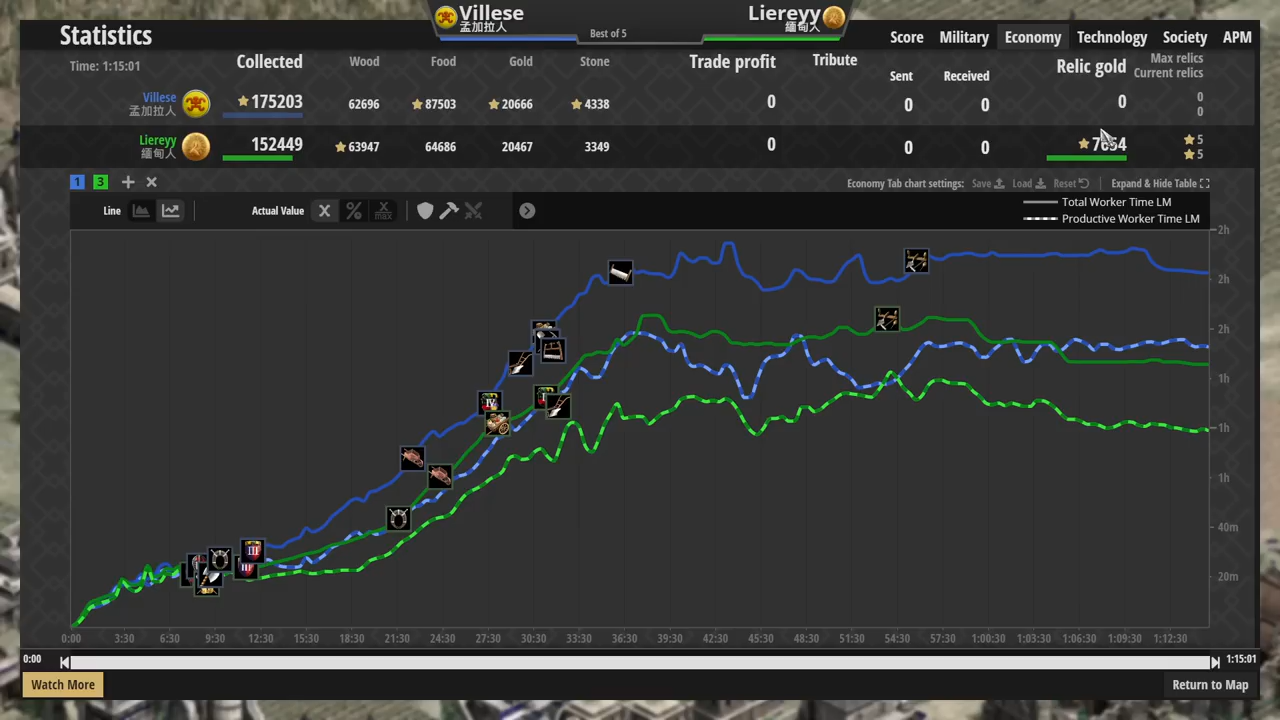 Villese
孟加拉人
Best of 5
Liereyy
緬甸人
Statistics
Score Military Economy Technology Society APM
Time: 1:15:01
Collected Wood Food Gold Stone Trade profit Tribute Sent Received Relic gold Max relics
Current relics
Villese
孟加拉人
175203 62696 87503 20666 4338 0 0 0 0 0
0
Liereyy
緬甸人
152449 63947 64686 20467 3349 0 0 0 5
5
1 3
Economy Tab chart settings: Save Load Reset Expand & Hide Table
Line Actual Value X % X/max
Total Worker Time LM
Productive Worker Time LM
2h
2h
2h
1h
1h
1h
40m
20m
IV
III
III
0:00 3:30 6:30 9:30 12:30 15:30 18:30 21:30 24:30 27:30 30:30 33:30 36:30 39:30 42:30 45:30 48:30 51:30 54:30 57:30 1:00:30 1:03:30 1:06:30 1:09:30 1:12:30
0:00 1:15:01
Watch More Return to Map